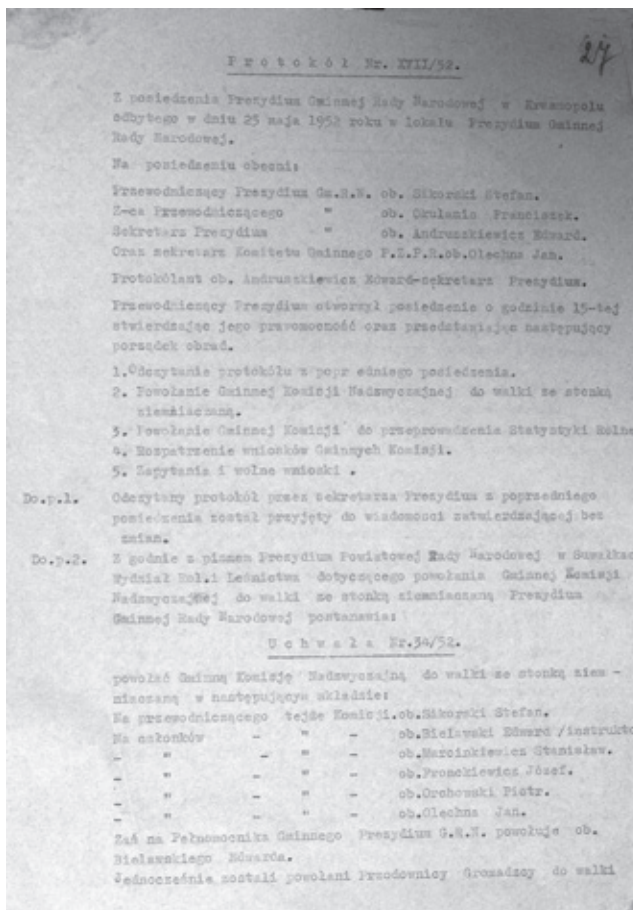 27
Protokół Nr. XVII/52.
Z posiedzenia Prezydium Gminnej Rady Narodowej w Kresnopolu
odbytego w dniu 25 maja 1952 roku w lokalu Prezydium Gminnej
Rady Narodowej.
Na posiedzeniu obecni:
Przewodniczący Prezydium Gm.R.N. ob. Sikorski Stefan.
Z-ca Przewodniczącego " ob. Okulanis Franciszek.
Sekretarz Prezydium " ob. Andruszkiewicz Edward.
Oraz sekretarz Komitetu Gminnego P.Z.P.R.ob.Olechna Jan.
Protokólant ob. Andruszkiewicz Edward-sekretarz Prezydium.
Przewodniczący Prezydium otworzył posiedzenie o godzinie 15-tej
stwierdzając jego prawomocność oraz przedstawiając następujący
porządek obrad.
1.Odczytanie protokółu z popr edniego posiedzenia.
2. Powołanie Gminnej Komisji Nadzwyczajnej do walki ze stonką
ziemniaczaną.
3. Powołanie Gminnej Komisji do przeprowadzenia Statystyki Rolne
4. Rozpatrzenie wniosków Gminnych Komisji.
5. Zapytania i wolne wnioski .
Do.p.1. Odczytany protokół przez sekretarza Prezydium z poprzedniego
posiedzenia został przyjęty do wiadomosci zatwierdzającej bez
zmian.
Do.p.2. Z godnie z pismem Prezydium Powiatowej Rady Narodowej w Suwałkac
Wydział Rol.i Leśnictwa dotyczącego powołania Gminnej Komisji
Nadzwyczajnej do walki ze stonką ziemniaczaną Prezydium
Gminnej Rady Narodowej postanawia:
Uchwała Nr.34/52.
powołać Gminną Komisję Nadzwyczajną do walki ze stonką ziem -
niaczaną w następującym składzie:
Na przewodniczącego tejże Komisji.ob.Sikorski Stefan.
Na członków - " - ob.Bielawski Edward /instrukto
- " - " - ob.Marcinkiewicz Stanisław.
- " - " - ob.Pronckiewicz Józef.
- " - " - ob.Orchowski Piotr.
- " - " - ob.Olechna Jan.
Zaś na Pełnomocnika Gminnego Prezydium G.R.N. powołuje ob.
Bielawskiego Edwarda.
Jednocześnie zostali powołani Przodownicy Gromadzcy do walki